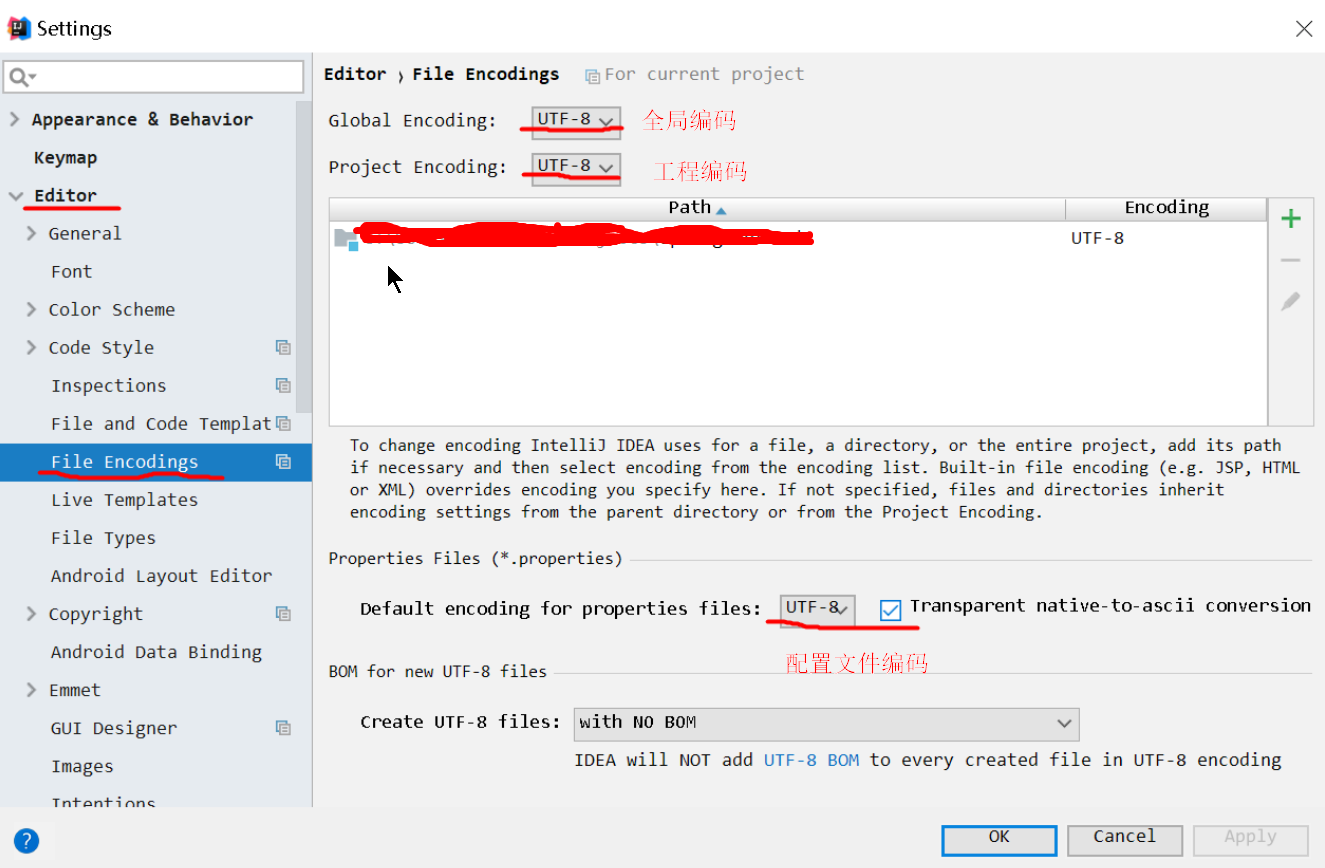 Settings
Appearance & Behavior
Keymap
Editor
General
Font
Color Scheme
Code Style
Inspections
File and Code Templat
File Encodings
Live Templates
File Types
Android Layout Editor
Copyright
Android Data Binding
Emmet
GUI Designer
Images
Intentions
Editor › File Encodings For current project
Global Encoding: UTF-8 全局编码
Project Encoding: UTF-8 工程编码
Path Encoding
UTF-8
To change encoding IntelliJ IDEA uses for a file, a directory, or the entire project, add its path
if necessary and then select encoding from the encoding list. Built-in file encoding (e.g. JSP, HTML
or XML) overrides encoding you specify here. If not specified, files and directories inherit
encoding settings from the parent directory or from the Project Encoding.
Properties Files (*.properties)
Default encoding for properties files: UTF-8 Transparent native-to-ascii conversion
配置文件编码
BOM for new UTF-8 files
Create UTF-8 files: with NO BOM
IDEA will NOT add UTF-8 BOM to every created file in UTF-8 encoding
? OK Cancel Apply